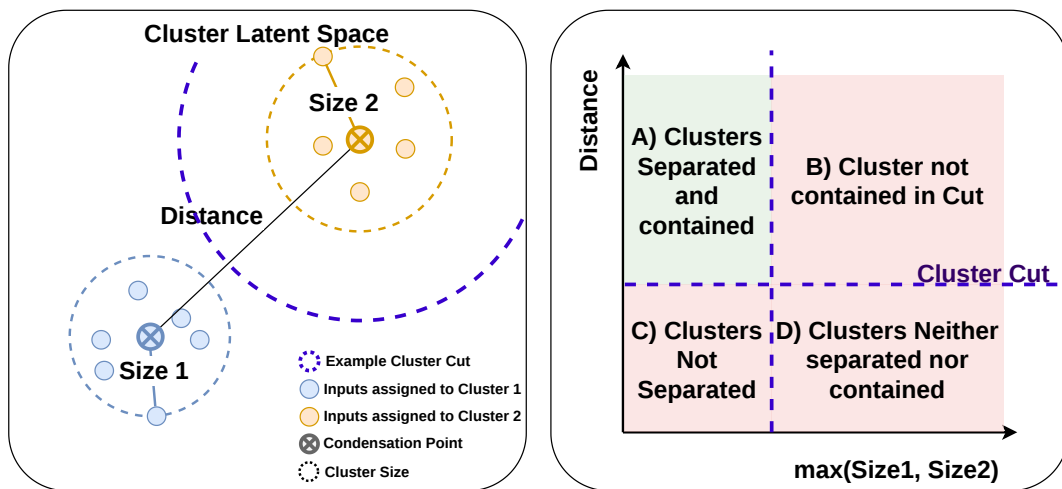 Cluster Latent Space
Size 2
Distance
Size 1
Example Cluster Cut
Inputs assigned to Cluster 1
Inputs assigned to Cluster 2
Condensation Point
Cluster Size
Distance
A) Clusters
Separated
and
contained
B) Cluster not
contained in Cut
Cluster Cut
C) Clusters
Not
Separated
D) Clusters Neither
separated nor
contained
max(Size1, Size2)